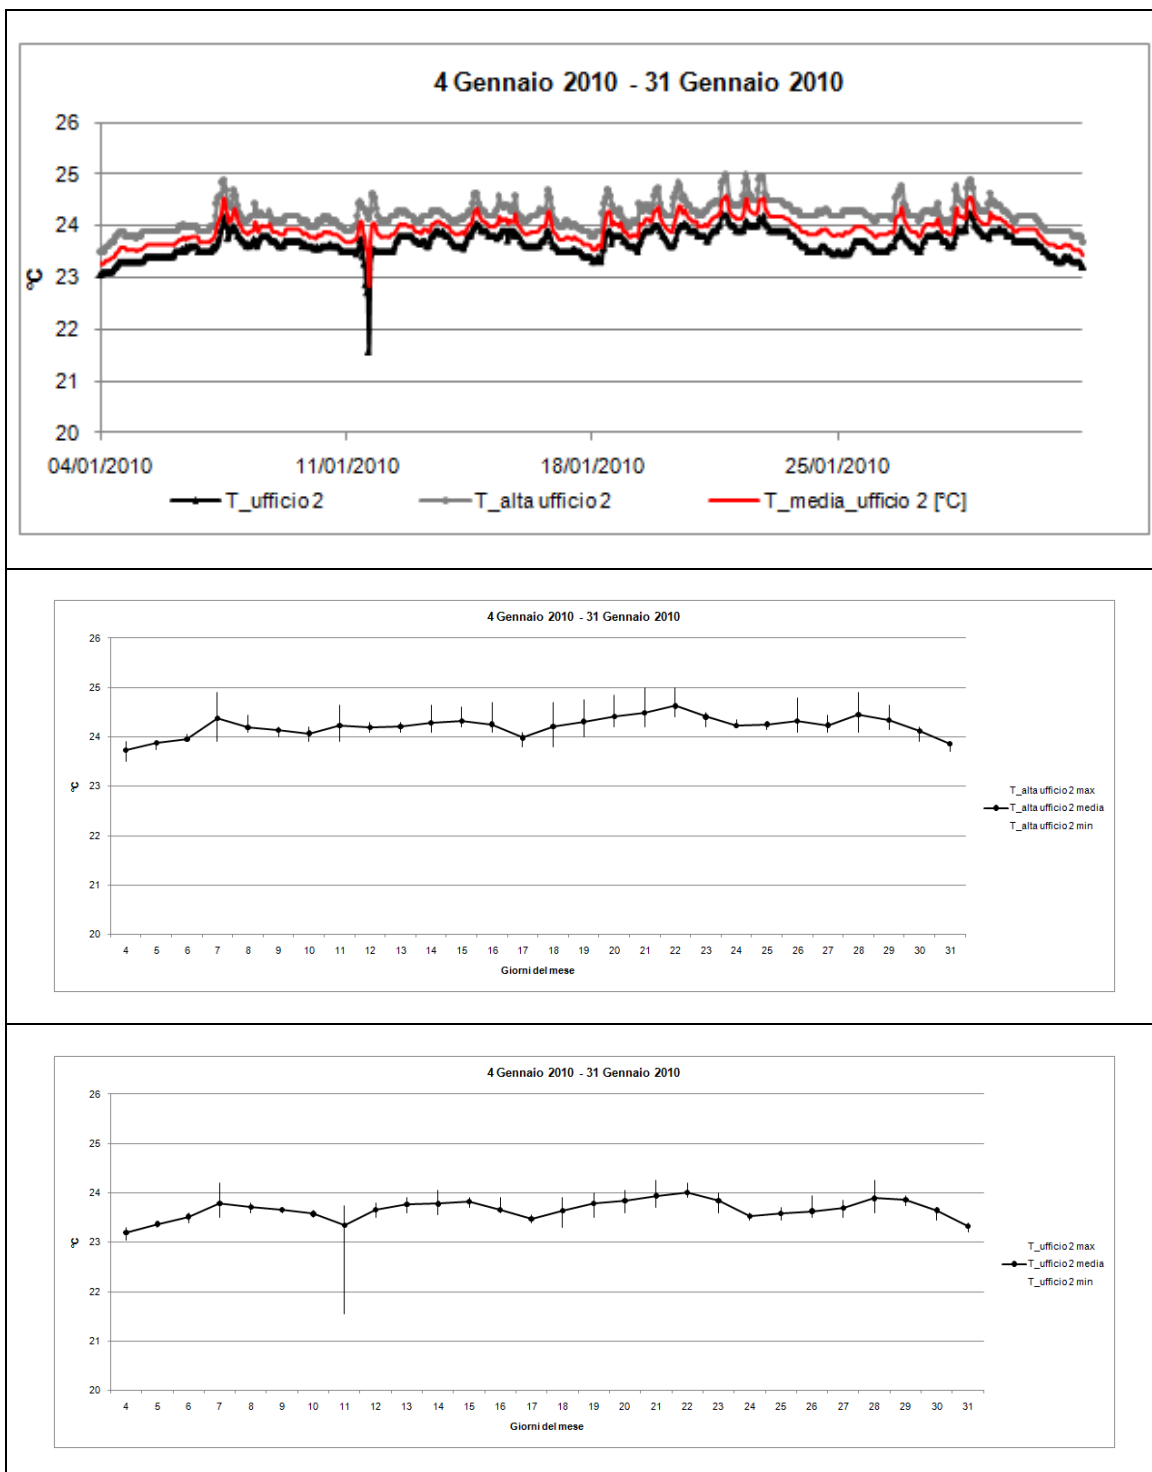 4 Gennaio 2010 - 31 Gennaio 2010
26
25
24
23
22
21
20
°C
04/01/2010 11/01/2010 18/01/2010 25/01/2010
T_ufficio 2 T_alta ufficio 2 T_media_ufficio 2 [°C]
4 Gennaio 2010 - 31 Gennaio 2010
26
25
24
23
22
21
20
°C
4 5 6 7 8 9 10 11 12 13 14 15 16 17 18 19 20 21 22 23 24 25 26 27 28 29 30 31
Giorni del mese
T_alta ufficio 2 max
T_alta ufficio 2 media
T_alta ufficio 2 min
4 Gennaio 2010 - 31 Gennaio 2010
26
25
24
23
22
21
20
°C
4 5 6 7 8 9 10 11 12 13 14 15 16 17 18 19 20 21 22 23 24 25 26 27 28 29 30 31
Giorni del mese
T_ufficio 2 max
T_ufficio 2 media
T_ufficio 2 min